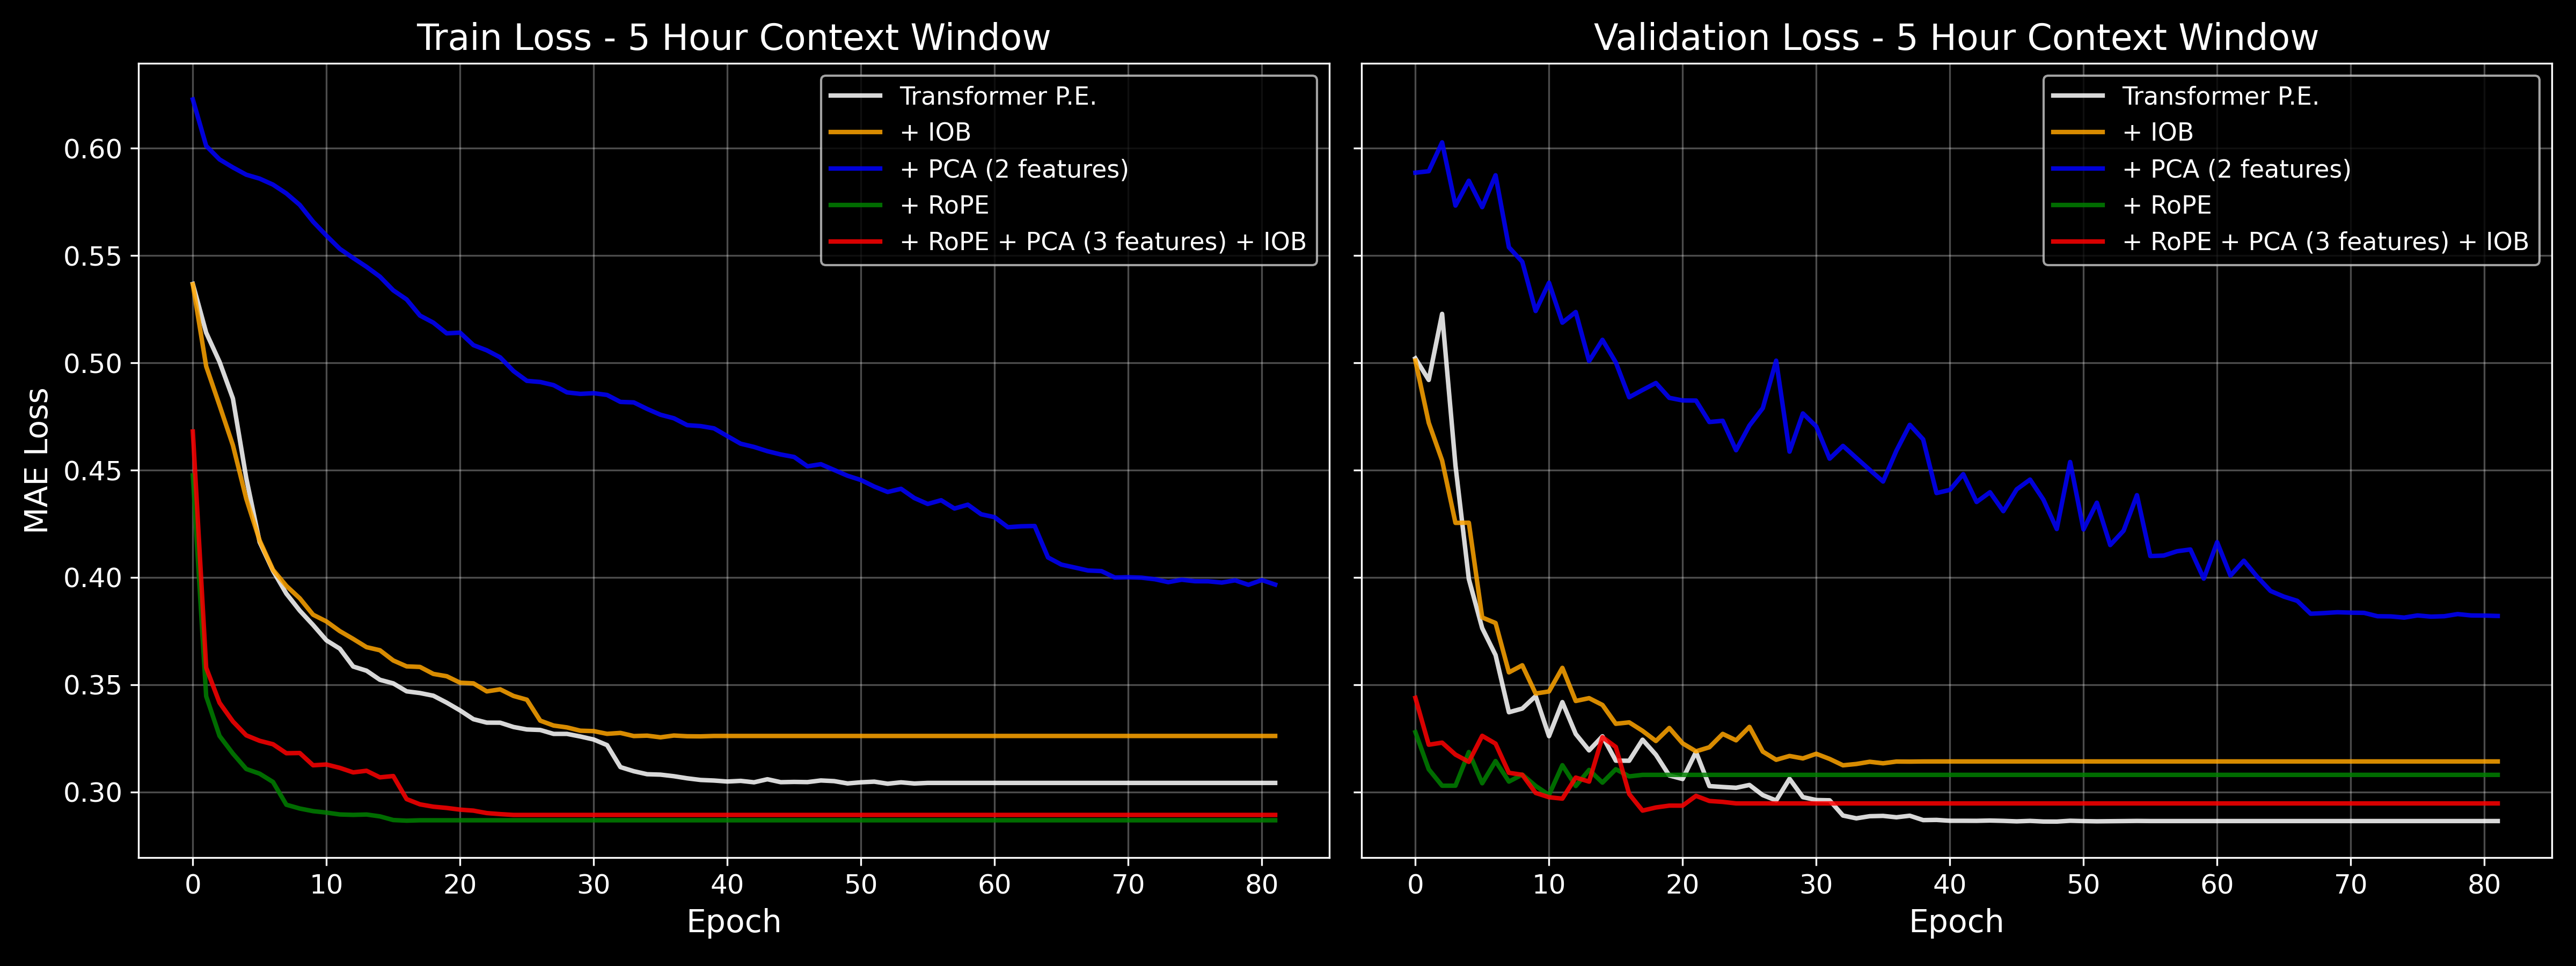 Train Loss - 5 Hour Context Window
Transformer P.E.
+ IOB
+ PCA (2 features)
+ RoPE
+ RoPE + PCA (3 features) + IOB
MAE Loss
0.60
0.55
0.50
0.45
0.40
0.35
0.30
0 10 20 30 40 50 60 70 80
Epoch
Validation Loss - 5 Hour Context Window
Transformer P.E.
+ IOB
+ PCA (2 features)
+ RoPE
+ RoPE + PCA (3 features) + IOB
0 10 20 30 40 50 60 70 80
Epoch